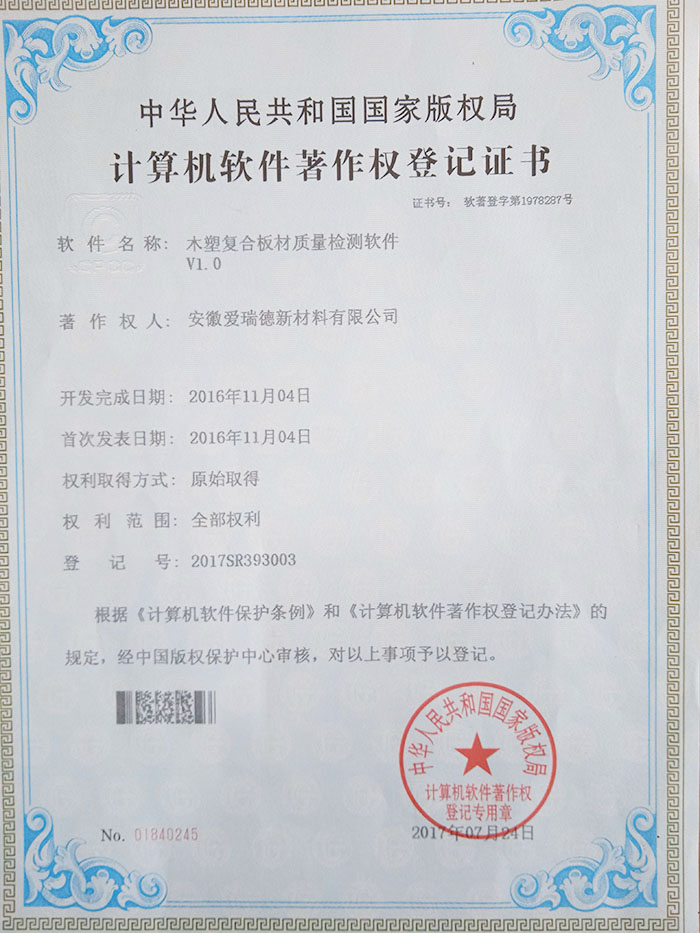 中华人民共和国国家版权局
计算机软件著作权登记证书
证书号： 软著登字第1978287号
软件名称： 木塑复合板材质量检测软件
V1.0
著作权人： 安徽爱瑞德新材料有限公司
开发完成日期： 2016年11月04日
首次发表日期： 2016年11月04日
权利取得方式： 原始取得
权利范围： 全部权利
登记号： 2017SR393003
根据《计算机软件保护条例》和《计算机软件著作权登记办法》的
规定，经中国版权保护中心审核，对以上事项予以登记。
中华人民共和国国家版权局
计算机软件著作权
登记专用章
No. 01840245
2017年07月24日